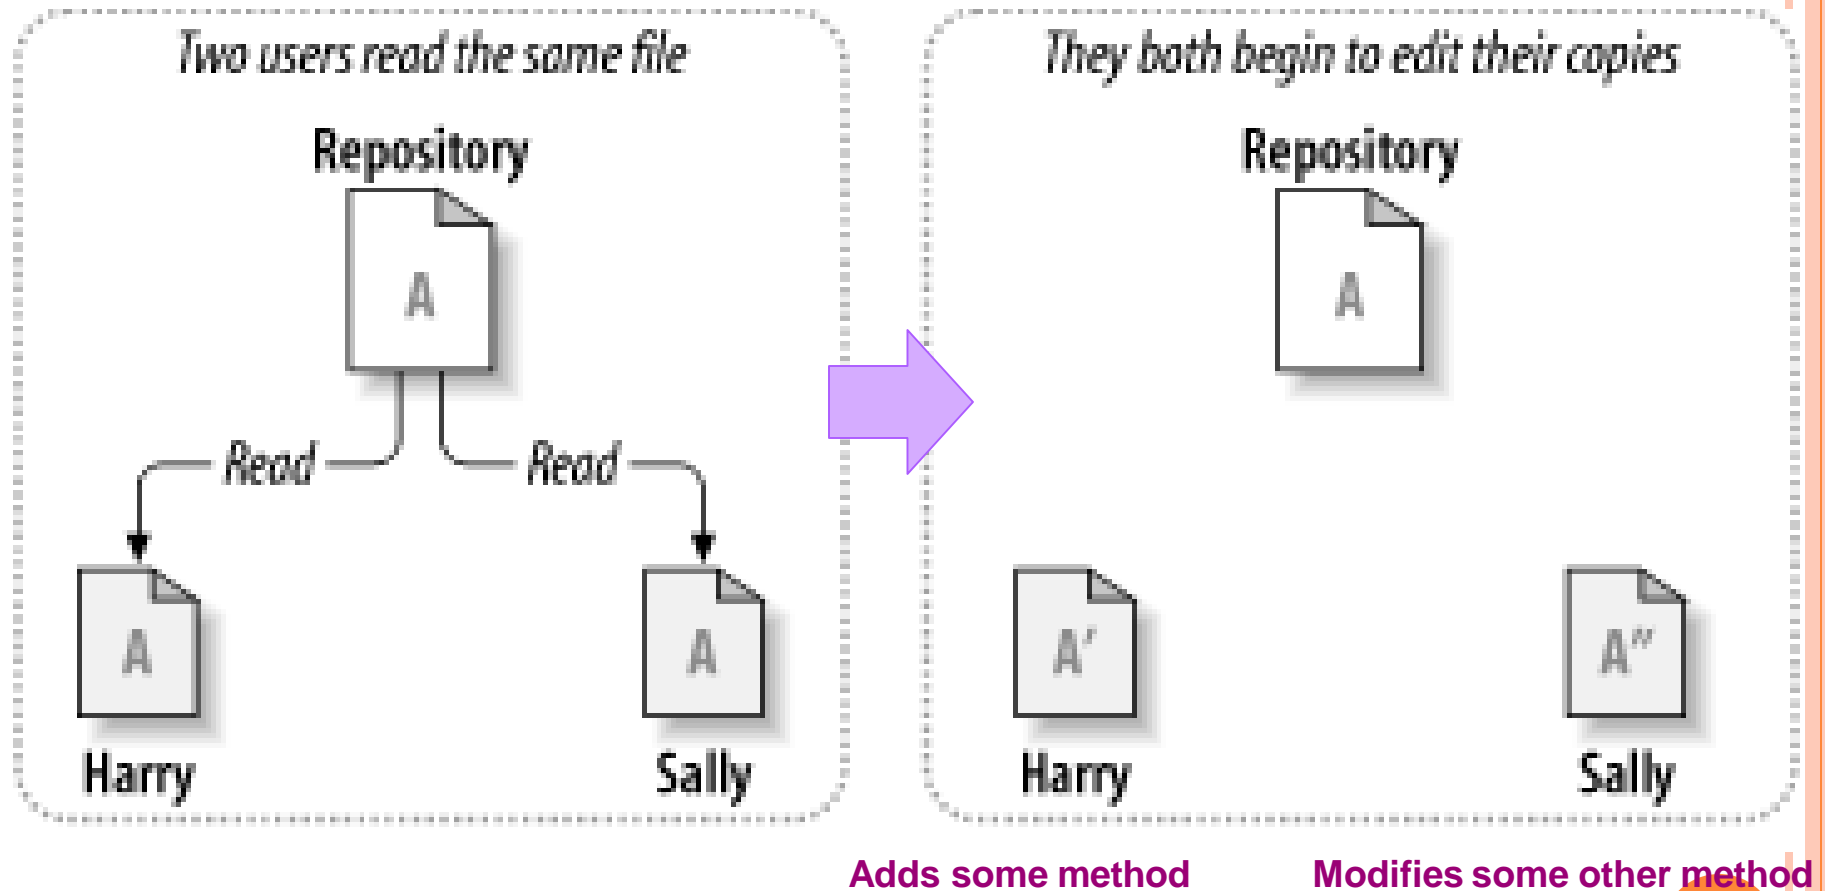 Two users read the same file
Repository
A
Read
Read
A
A
Harry
Sally
They both begin to edit their copies
Repository
A
A′
A″
Harry
Sally
Adds some method
Modifies some other method